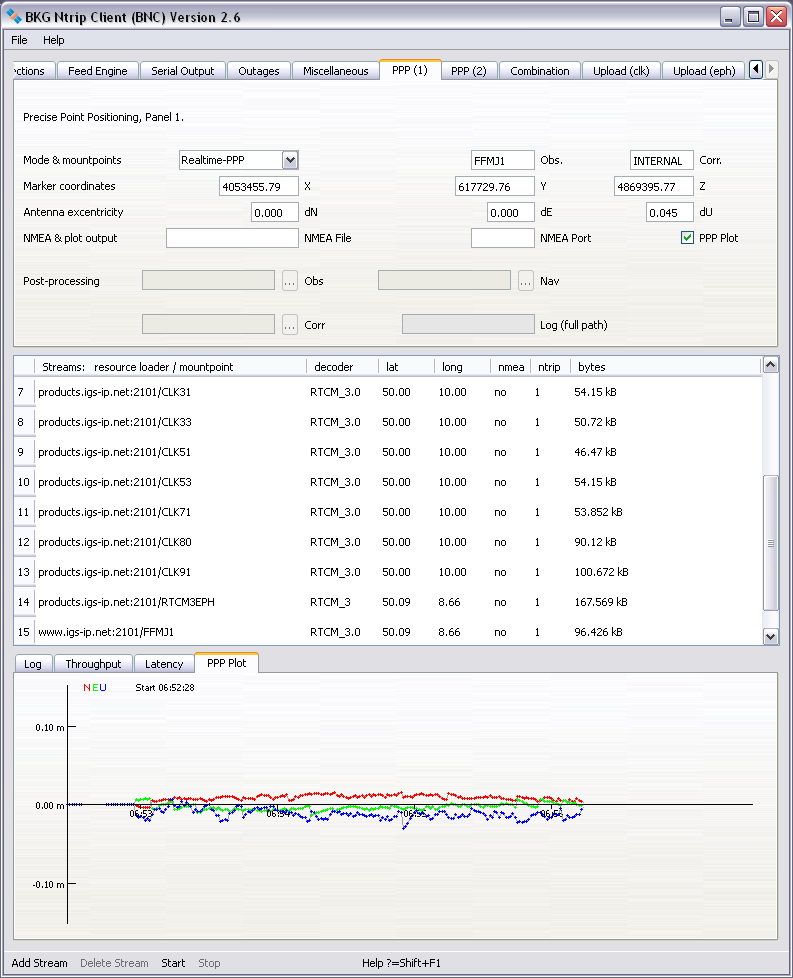 BKG Ntrip Client (BNC) Version 2.6
File Help
ctions Feed Engine Serial Output Outages Miscellaneous PPP (1) PPP (2) Combination Upload (clk) Upload (eph)
Precise Point Positioning, Panel 1.
Mode & mountpoints Realtime-PPP FFMJ1 Obs. INTERNAL Corr.
Marker coordinates 4053455.79 X 617729.76 Y 4869395.77 Z
Antenna excentricity 0.000 dN 0.000 dE 0.045 dU
NMEA & plot output NMEA File NMEA Port PPP Plot
Post-processing ... Obs ... Nav
... Corr Log (full path)
Streams: resource loader / mountpoint decoder lat long nmea ntrip bytes
7 products.igs-ip.net:2101/CLK31 RTCM_3.0 50.00 10.00 no 1 54.15 kB
8 products.igs-ip.net:2101/CLK33 RTCM_3.0 50.00 10.00 no 1 50.72 kB
9 products.igs-ip.net:2101/CLK51 RTCM_3.0 50.00 10.00 no 1 46.47 kB
10 products.igs-ip.net:2101/CLK53 RTCM_3.0 50.00 10.00 no 1 54.15 kB
11 products.igs-ip.net:2101/CLK71 RTCM_3.0 50.00 10.00 no 1 53.852 kB
12 products.igs-ip.net:2101/CLK80 RTCM_3.0 50.00 10.00 no 1 90.12 kB
13 products.igs-ip.net:2101/CLK91 RTCM_3.0 50.00 10.00 no 1 100.672 kB
14 products.igs-ip.net:2101/RTCM3EPH RTCM_3 50.09 8.66 no 1 167.569 kB
15 www.igs-ip.net:2101/FFMJ1 RTCM_3.0 50.09 8.66 no 1 96.426 kB
Log Throughput Latency PPP Plot
NEU Start 06:52:28
0.10 m
0.00 m
06:53 06:54 06:55 06:56
-0.10 m
Add Stream Delete Stream Start Stop Help ?=Shift+F1